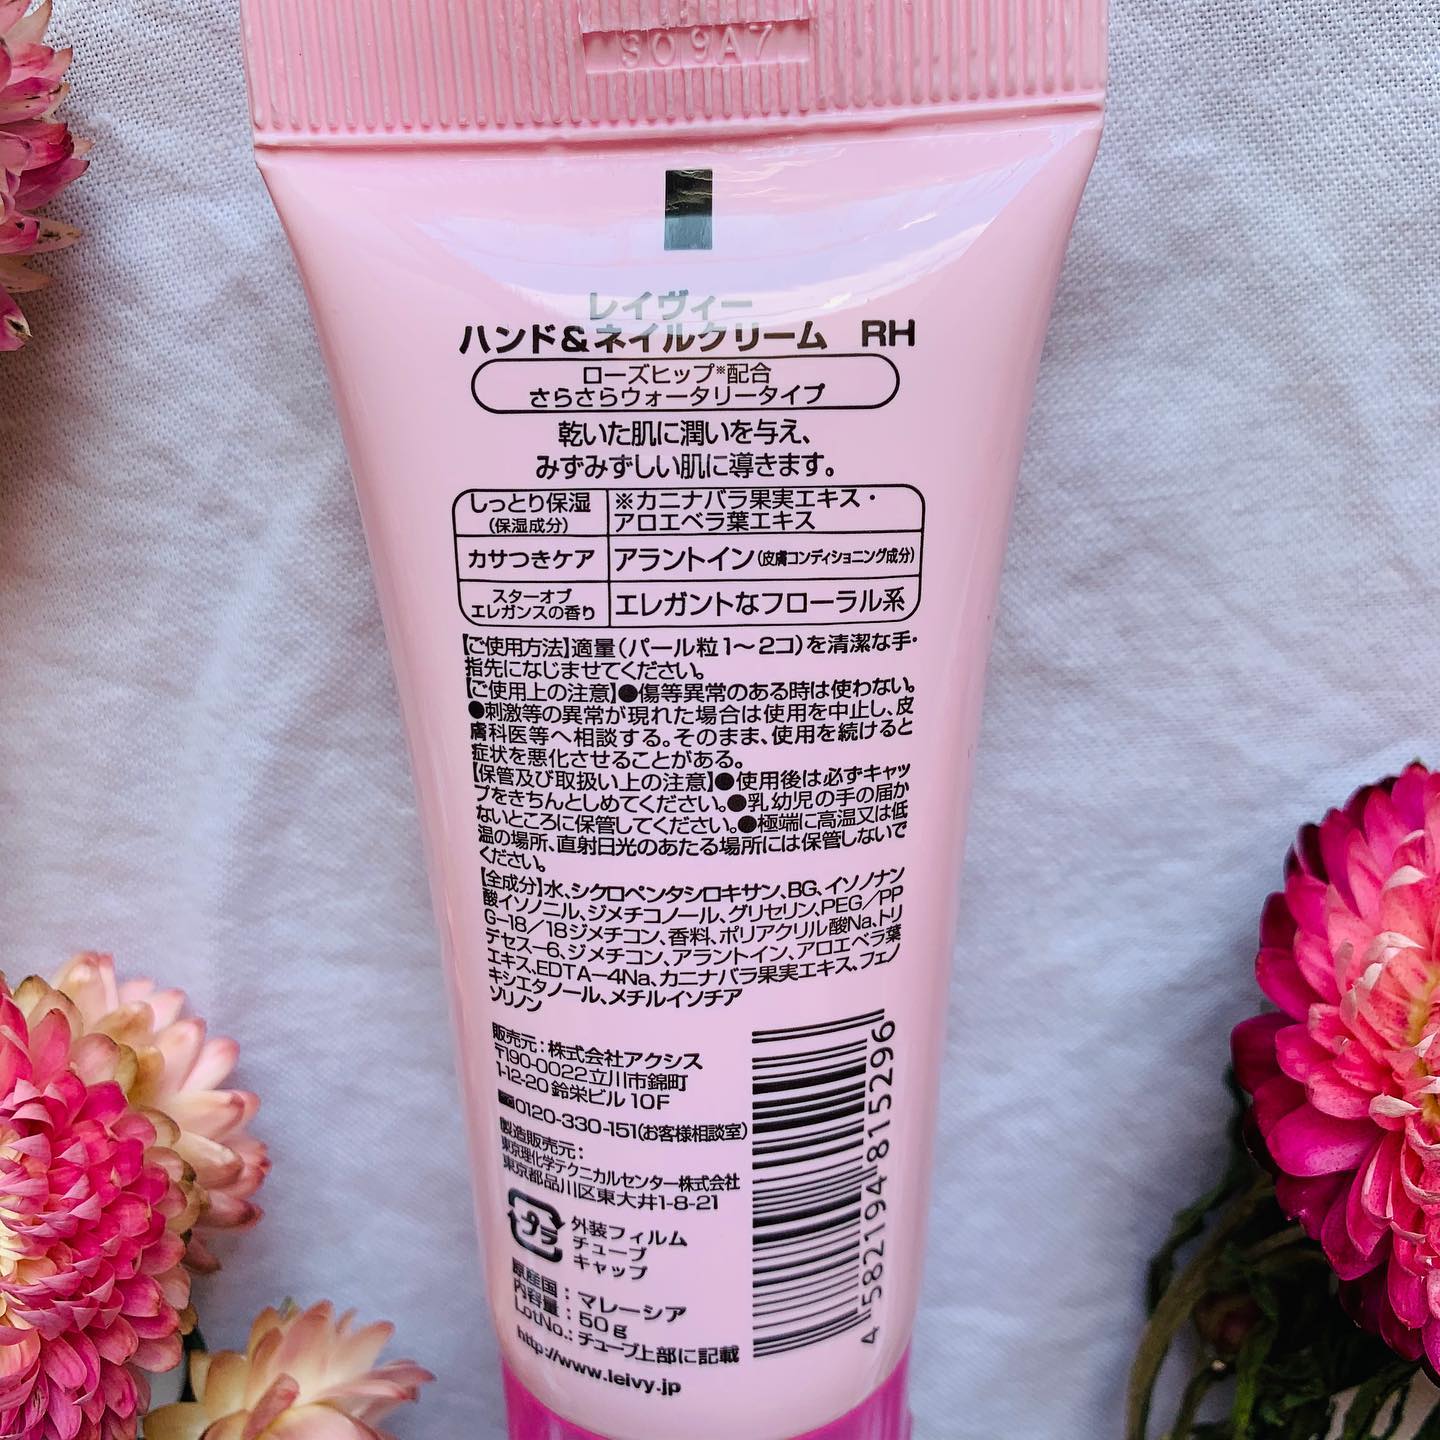 SO9A7
レイヴィー
ハンド&ネイルクリーム RH
ローズヒップ※配合
さらさらウォータリータイプ
乾いた肌に潤いを与え、
みずみずしい肌に導きます。
しっとり保湿 ※カニナバラ果実エキス・
(保湿成分) アロエベラ葉エキス
カサつきケア アラントイン(皮膚コンディショニング成分)
スターオブ
エレガンスの香り エレガントなフローラル系
【ご使用方法】適量(パール粒1~2コ)を清潔な手・
指先になじませてください。
【ご使用上の注意】●傷等異常のある時は使わない。
●刺激等の異常が現れた場合は使用を中止し、皮
膚科医等へ相談する。そのまま、使用を続けると
症状を悪化させることがある。
【保管及び取扱い上の注意】●使用後は必ずキャッ
プをきちんとしめてください。●乳幼児の手の届か
ないところに保管してください。●極端に高温又は低
温の場所、直射日光のあたる場所には保管しないで
ください。
【全成分】水、シクロペンタシロキサン、BG、イソノナン
酸イソノニル、ジメチコノール、グリセリン、PEG/PP
G-18/18ジメチコン、香料、ポリアクリル酸Na、トリ
デセス-6、ジメチコン、アラントイン、アロエベラ葉
エキス、EDTA-4Na、カニナバラ果実エキス、フェノ
キシエタノール、メチルイソチア
ゾリノン
販売元:株式会社アクシス
〒190-0022立川市錦町
1-12-20 鈴栄ビル10F
0120-330-151(お客様相談室)
製造販売元:
東京理化学テクニカルセンター株式会社
東京都品川区東大井1-8-21
プラ
外装フィルム
チューブ
キャップ
原産国:マレーシア
内容量:50g
LotNo.:チューブ上部に記載
http://www.leivy.jp
4 582194 815296